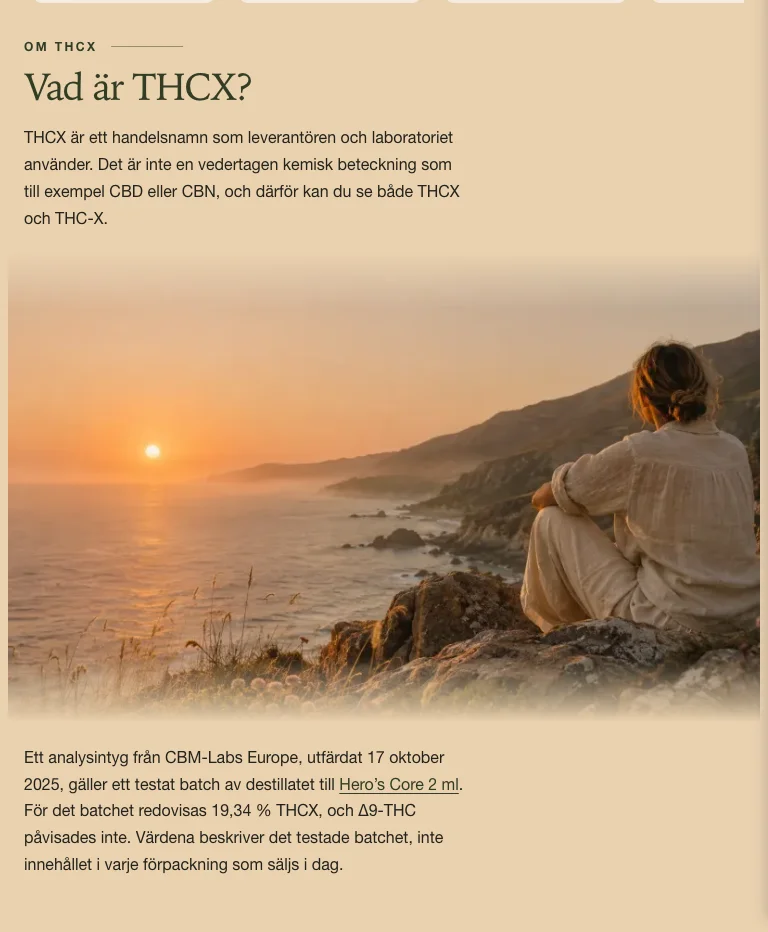 OM THCX
Vad är THCX?
THCX är ett handelsnamn som leverantören och laboratoriet
använder. Det är inte en vedertagen kemisk beteckning som
till exempel CBD eller CBN, och därför kan du se både THCX
och THC-X.
Ett analysintyg från CBM-Labs Europe, utfärdat 17 oktober
2025, gäller ett testat batch av destillatet till Hero’s Core 2 ml.
För det batchet redovisas 19,34 % THCX, och Δ9-THC
påvisades inte. Värdena beskriver det testade batchet, inte
innehållet i varje förpackning som säljs i dag.